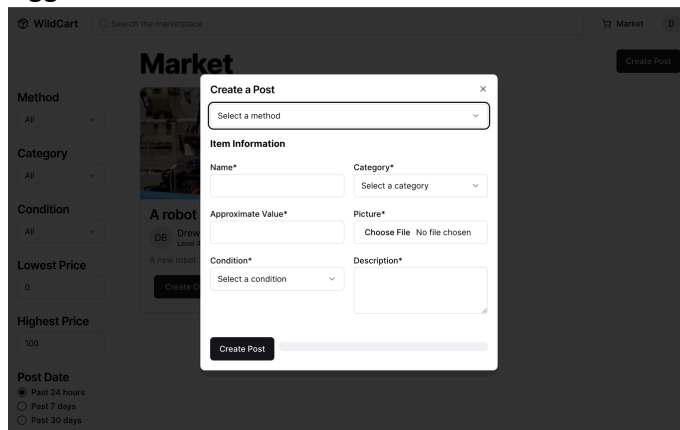 WildCart
Search the marketplace
Market
D
Market
Create Post
Method
All
Category
All
Condition
All
Lowest Price
0
Highest Price
100
Post Date
Past 24 hours
Past 7 days
Past 30 days
A robot
DB
Drew
Level 4
A new robot
Create O
Create a Post
Select a method
Item Information
Name*
Category*
Select a category
Approximate Value*
Picture*
Choose File No file chosen
Condition*
Select a condition
Description*
Create Post